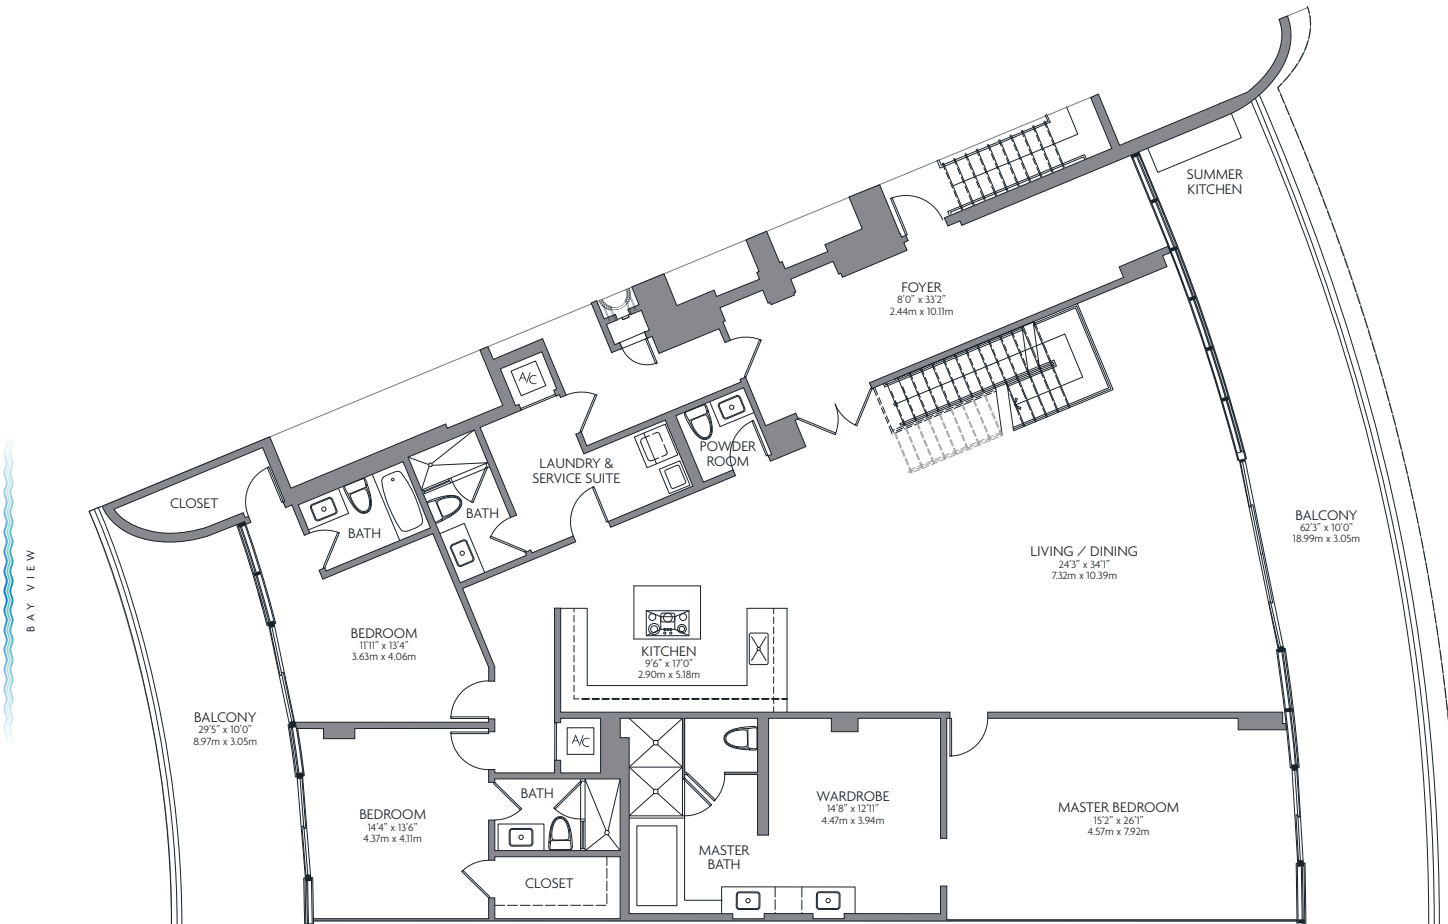 SUMMER
KITCHEN
FOYER
8'0" x 33'2"
2.44m x 10.11m
A/C
POWDER
ROOM
LAUNDRY &
SERVICE SUITE
CLOSET
BATH
BATH
BALCONY
62'3" x 10'0"
18.99m x 3.05m
LIVING / DINING
24'3" x 34'1"
7.32m x 10.39m
BAY VIEW
BEDROOM
11'11" x 13'4"
3.63m x 4.06m
KITCHEN
9'6" x 17'0"
2.90m x 5.18m
BALCONY
29'5" x 10'0"
8.97m x 3.05m
A/C
BATH
WARDROBE
14'8" x 12'11"
4.47m x 3.94m
BEDROOM
14'4" x 13'6"
4.37m x 4.11m
MASTER BEDROOM
15'2" x 26'1"
4.57m x 7.92m
MASTER
BATH
CLOSET